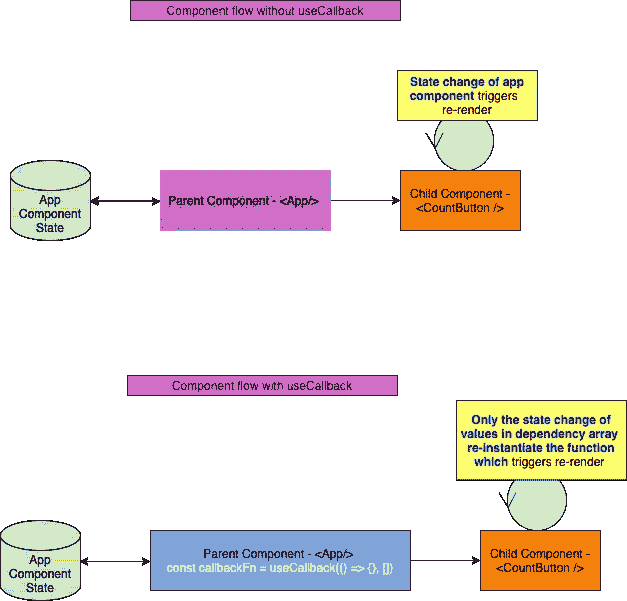 Component flow without useCallback
State change of app
component triggers
re-render
App
Component
State
Parent Component - <App/>
Child Component -
<CountButton />
Component flow with useCallback
Only the state change of
values in dependency array
re-instantiate the function
which triggers re-render
App
Component
State
Parent Component - <App/>
const callbackFn = useCallback(() => {}, [])
Child Component -
<CountButton />